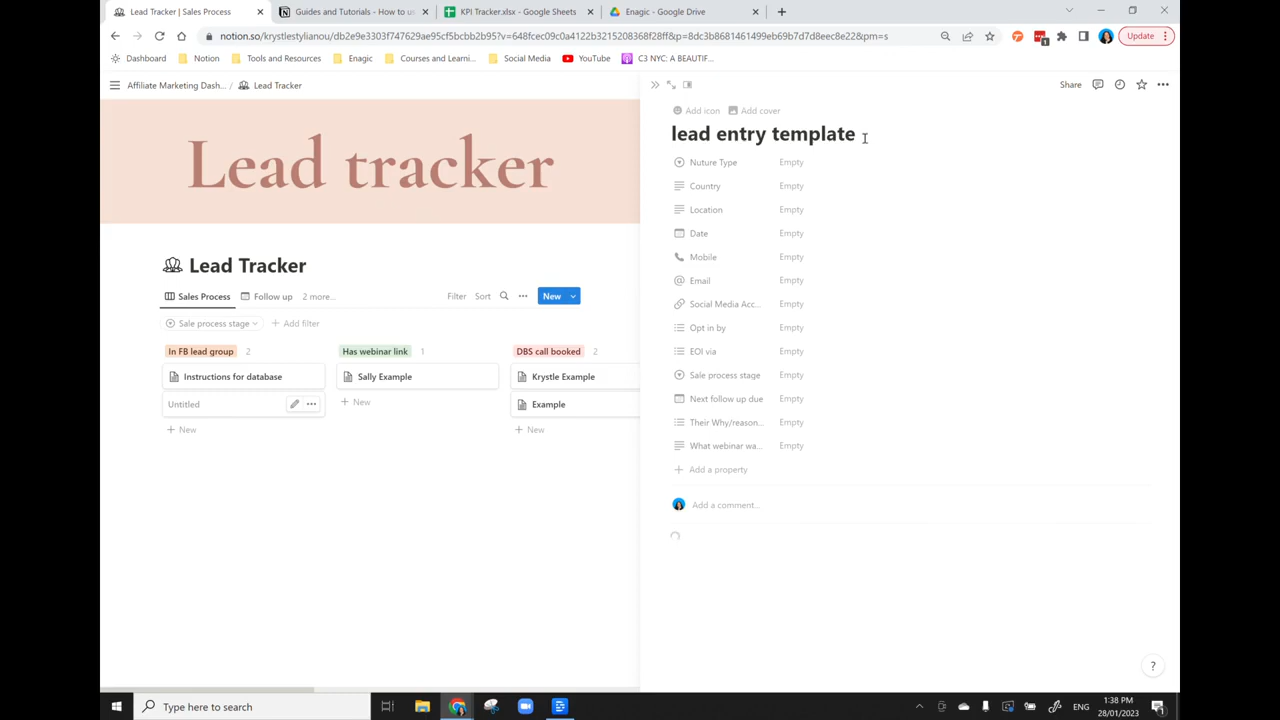 Lead Tracker | Sales Process
Guides and Tutorials - How to us
KPI Tracker.xlsx - Google Sheets
Enagic - Google Drive
notion.so/krystlestylianou/db2e9e3303f747629ae95cf5bcbb2b95?v=648fcec09c0a4122b3215208368f28ff&p=8dc3b8681461499eb69b7d7d8eec8e22&pm=s
1
Update
Dashboard
Notion
Tools and Resources
Enagic
Courses and Learni...
Social Media
YouTube
C3 NYC: A BEAUTIF...
Affiliate Marketing Dash... / Lead Tracker
Share
Lead tracker
Lead Tracker
Sales Process
Follow up
2 more...
Filter
Sort
New
Sale process stage
+ Add filter
In FB lead group 2
Instructions for database
Untitled
+ New
Has webinar link 1
Sally Example
+ New
DBS call booked 2
Krystle Example
Example
+ New
Add icon
Add cover
lead entry template
Nuture Type Empty
Country Empty
Location Empty
Date Empty
Mobile Empty
Email Empty
Social Media Acc... Empty
Opt in by Empty
EOI via Empty
Sale process stage Empty
Next follow up due Empty
Their Why/reason... Empty
What webinar wa... Empty
+ Add a property
Add a comment...
?
Type here to search
ENG
1:38 PM
28/01/2023